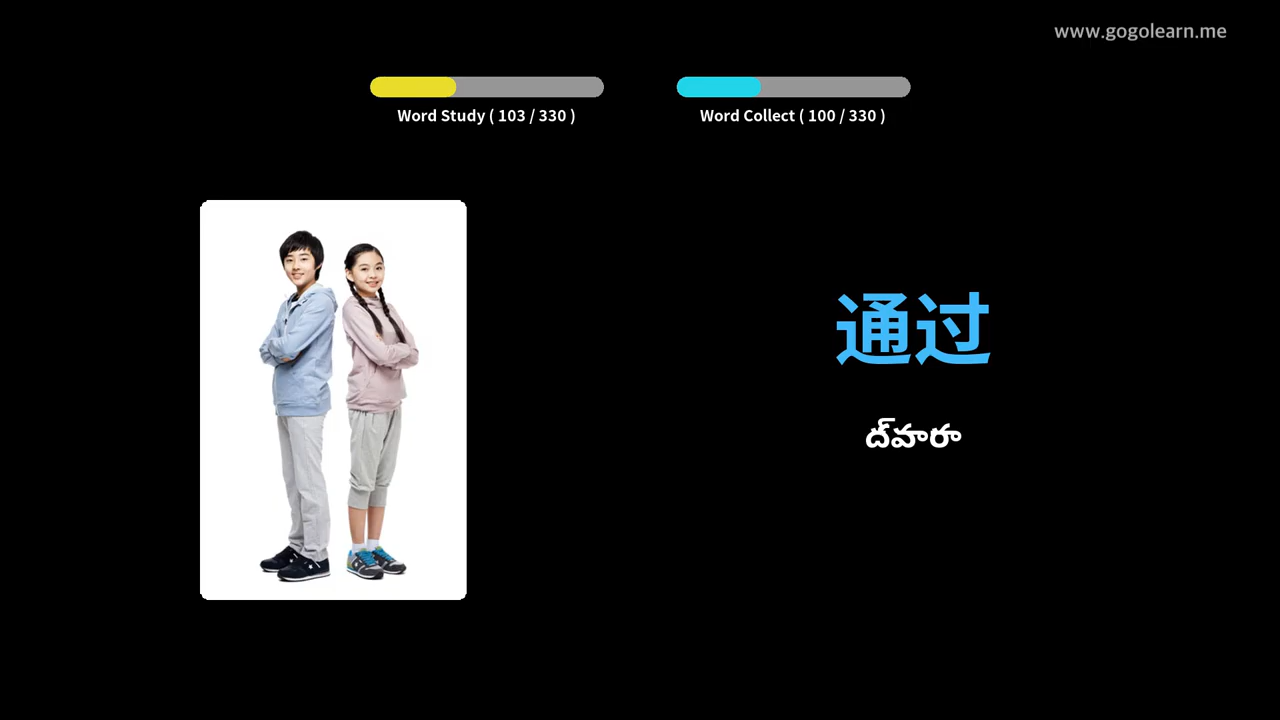 www.gogolearn.me
Word Study ( 103 / 330 )
Word Collect ( 100 / 330 )
通过
ద్వారా